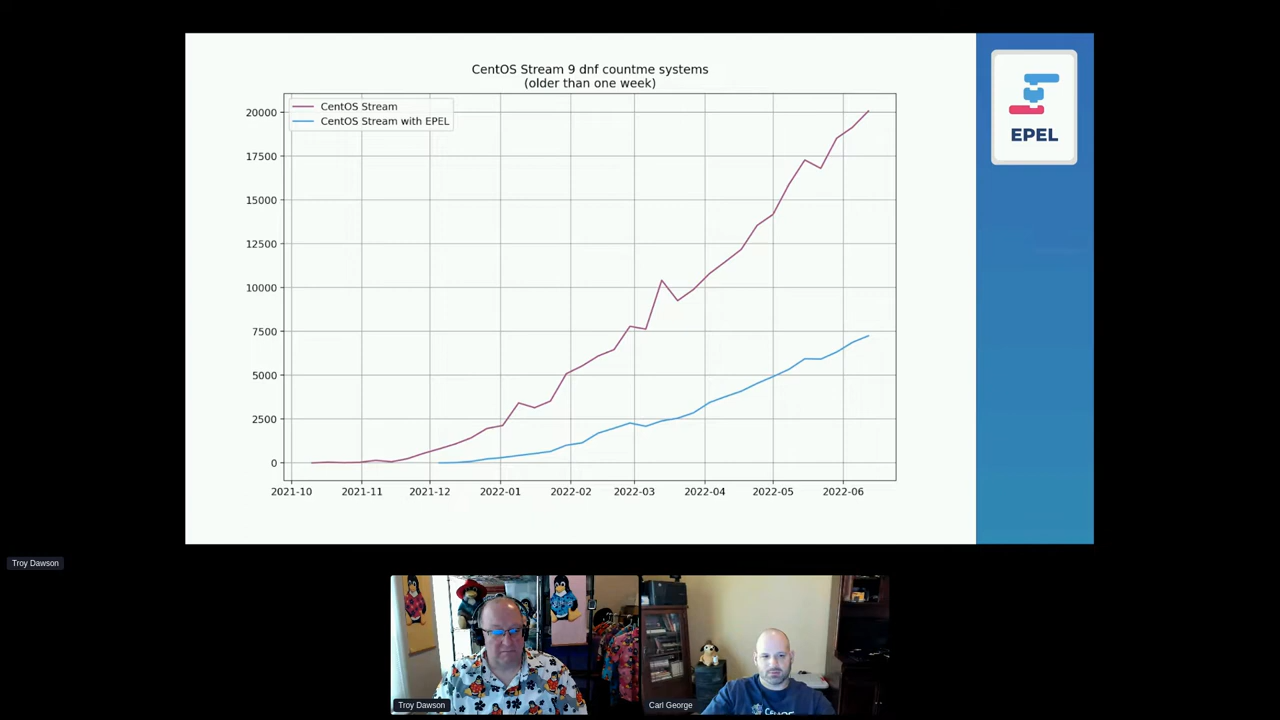 CentOS Stream 9 dnf countme systems
(older than one week)
CentOS Stream
CentOS Stream with EPEL
20000
17500
15000
12500
10000
7500
5000
2500
0
2021-10 2021-11 2021-12 2022-01 2022-02 2022-03 2022-04 2022-05 2022-06
EPEL
Troy Dawson
Troy Dawson
Carl George